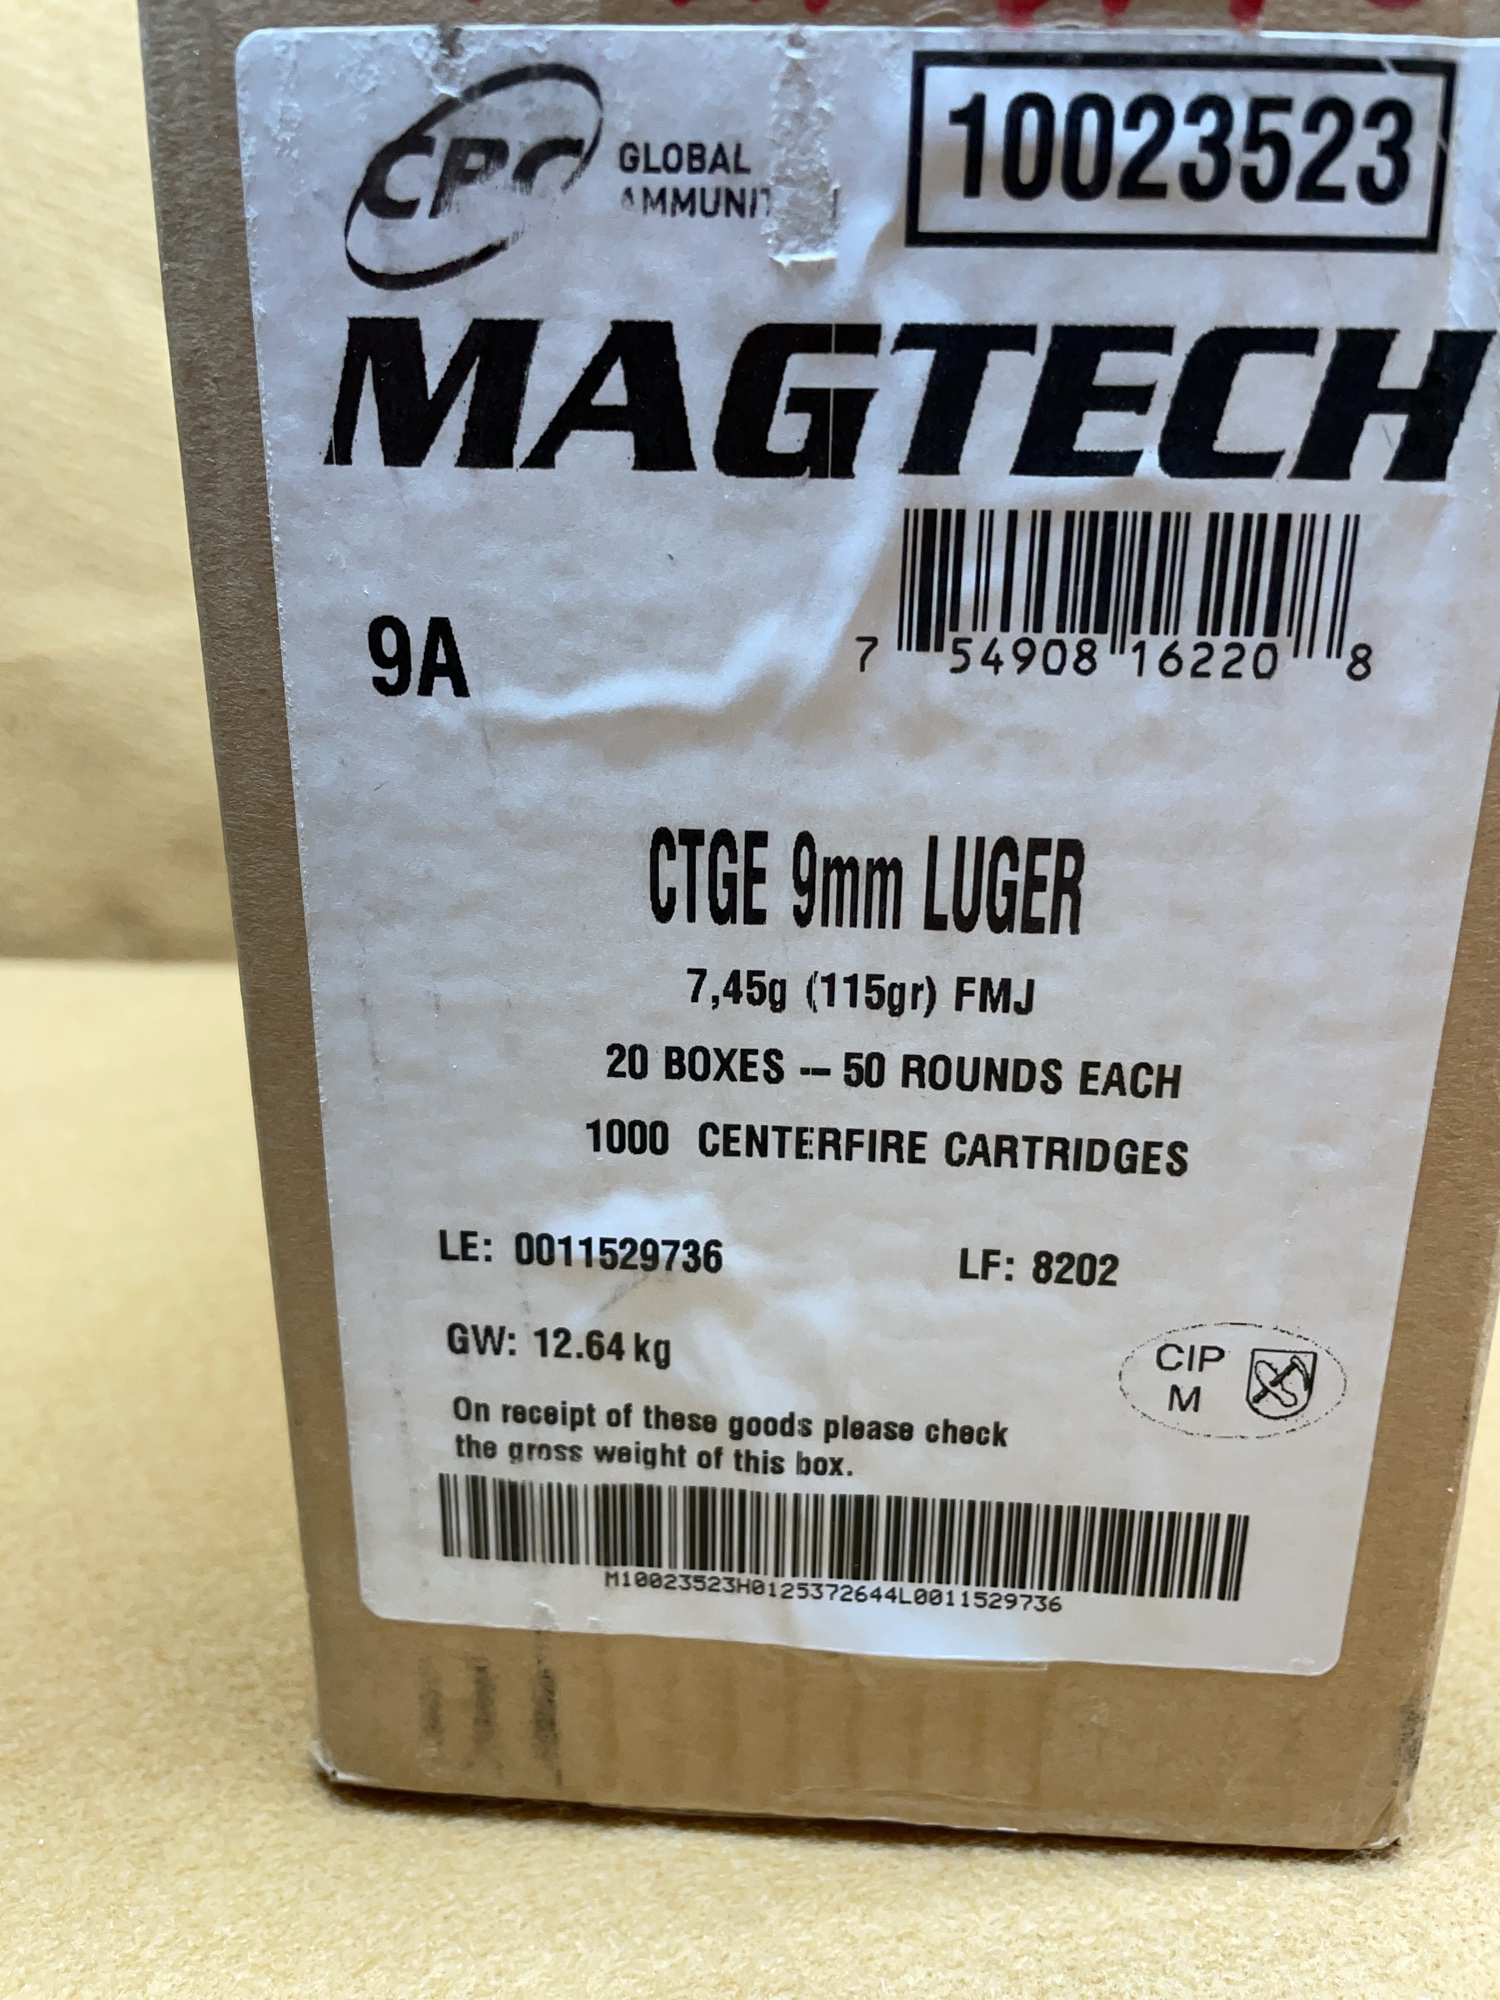 CBC
GLOBAL
AMMUNIT
10023523
MAGTECH
9A
7 54908 16220 8
CTGE 9mm LUGER
7,45g (115gr) FMJ
20 BOXES -- 50 ROUNDS EACH
1000 CENTERFIRE CARTRIDGES
LE: 0011529736 LF: 8202
GW: 12.64 kg
CIP
M
On receipt of these goods please check
the gross weight of this box.
M10023523H0125372644L0011529736